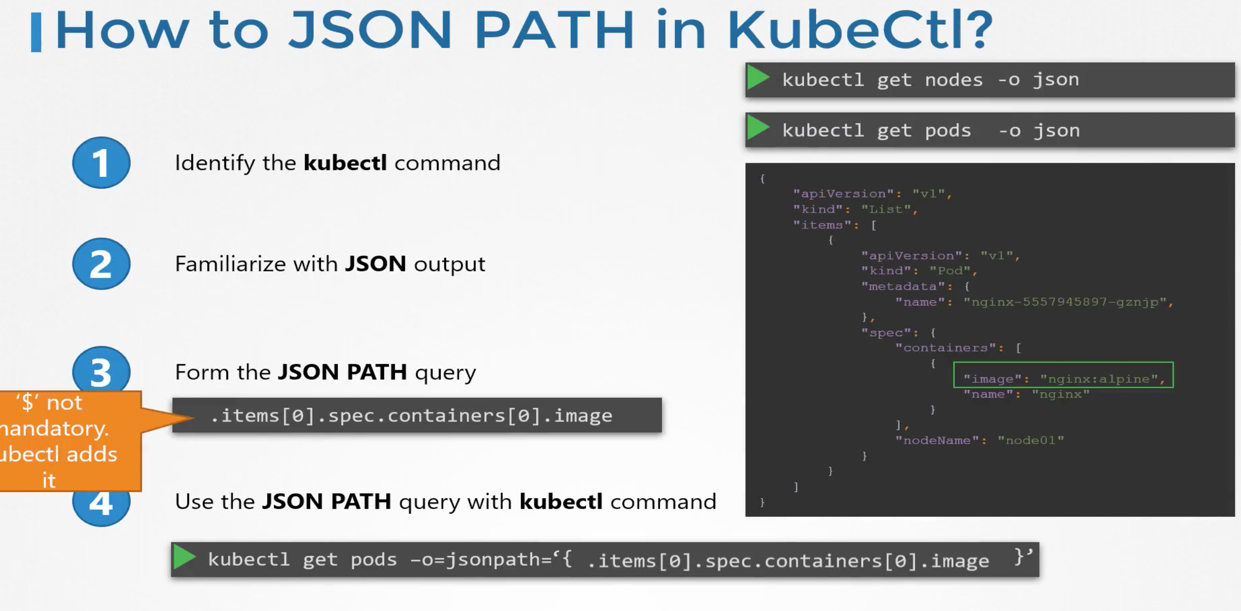 How to JSON PATH in KubeCtl?
kubectl get nodes -o json
kubectl get pods -o json
1
Identify the kubectl command
2
Familiarize with JSON output
3
Form the JSON PATH query
'$' not
mandatory.
kubectl adds
it
.items[0].spec.containers[0].image
4
Use the JSON PATH query with kubectl command
kubectl get pods –o=jsonpath=‘{ .items[0].spec.containers[0].image }’
{
"apiVersion": "v1",
"kind": "List",
"items": [
{
"apiVersion": "v1",
"kind": "Pod",
"metadata": {
"name": "nginx-5557945897-gznjp",
},
"spec": {
"containers": [
{
"image": "nginx:alpine",
"name": "nginx"
}
],
"nodeName": "node01"
}
}
]
}